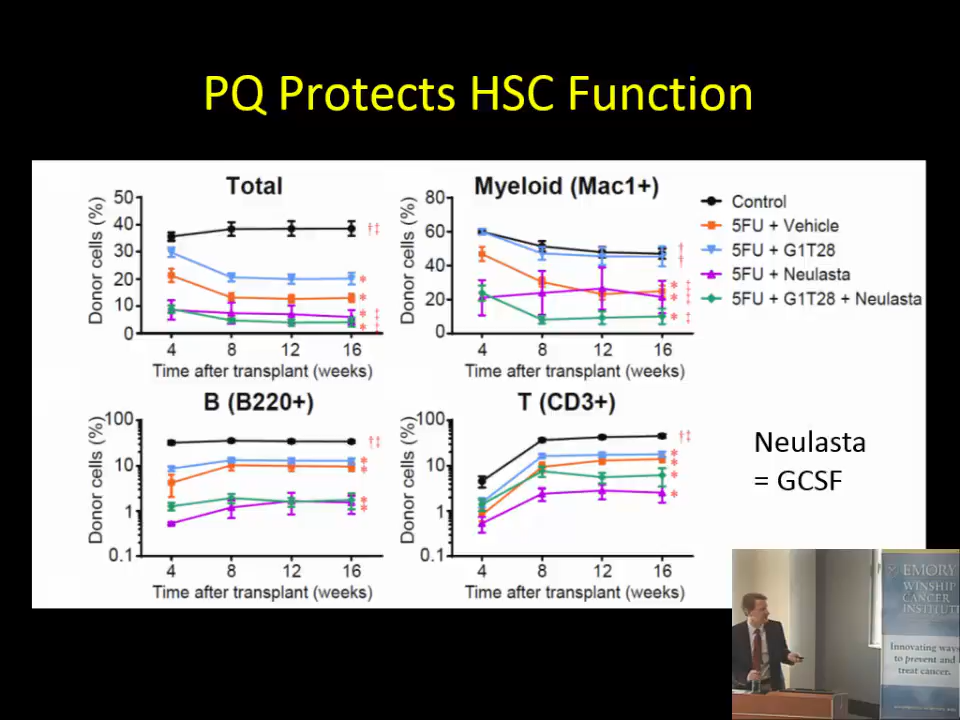 PQ Protects HSC Function
Total
Donor cells (%)
50
40
30
20
10
0
4 8 12 16
Time after transplant (weeks)
Myeloid (Mac1+)
Donor cells (%)
80
60
40
20
0
4 8 12 16
Time after transplant (weeks)
Control
5FU + Vehicle
5FU + G1T28
5FU + Neulasta
5FU + G1T28 + Neulasta
B (B220+)
Donor cells (%)
100
10
1
0.1
4 8 12 16
Time after transplant (weeks)
T (CD3+)
Donor cells (%)
100
10
1
0.1
4 8 12 16
Time after transplant (weeks)
Neulasta
= GCSF
EMORY
WINSHIP
CANCER
INSTITUTE
Innovating ways
to prevent and
treat cancer.